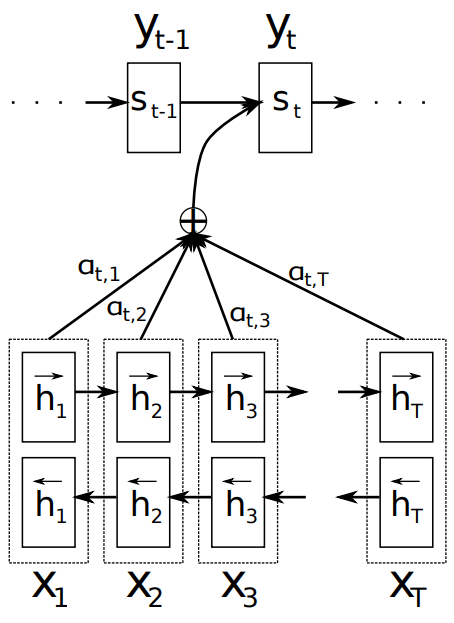 y_{t-1} y_t
. . . s_{t-1} s_t . . .
a_{t,1} a_{t,2} a_{t,3} a_{t,T}
\overrightarrow{h}_1 \overrightarrow{h}_2 \overrightarrow{h}_3 \overrightarrow{h}_T
\overleftarrow{h}_1 \overleftarrow{h}_2 \overleftarrow{h}_3 \overleftarrow{h}_T
x_1 x_2 x_3 x_T